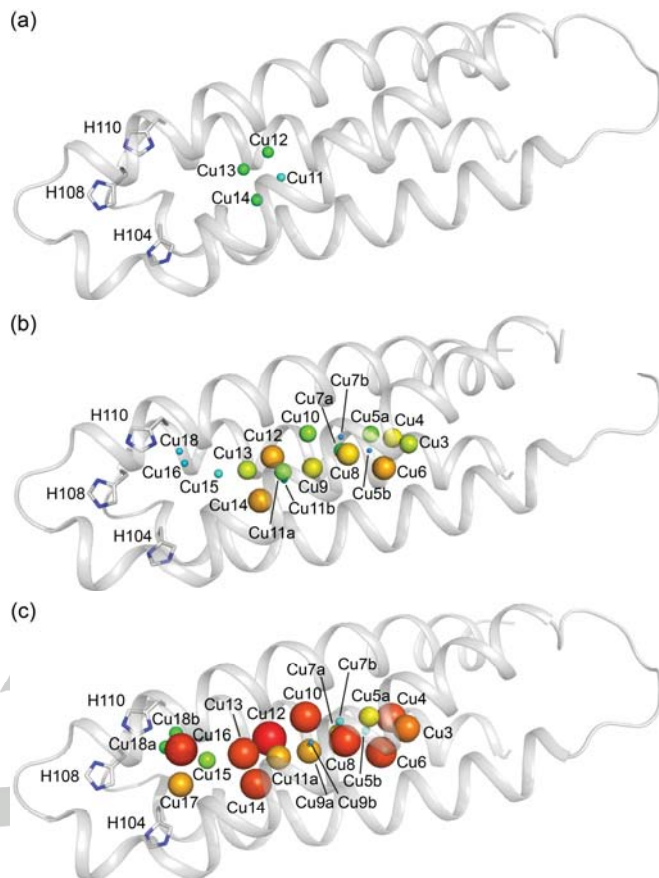 (a)
H110
Cu12
Cu13
Cu11
H108
Cu14
H104
(b)
Cu7a
Cu7b
Cu10
Cu5a
Cu4
H110
Cu12
Cu18
Cu13
Cu3
Cu16
Cu8
Cu15
Cu9
Cu6
H108
Cu14
Cu5b
Cu11b
H104
Cu11a
(c)
Cu7a
Cu7b
Cu10
Cu5a
Cu13
Cu4
H110
Cu12
Cu18b
Cu16
Cu3
Cu18a
Cu15
Cu8
Cu6
H108
Cu11a
Cu5b
Cu17
Cu14
Cu9a
Cu9b
H104